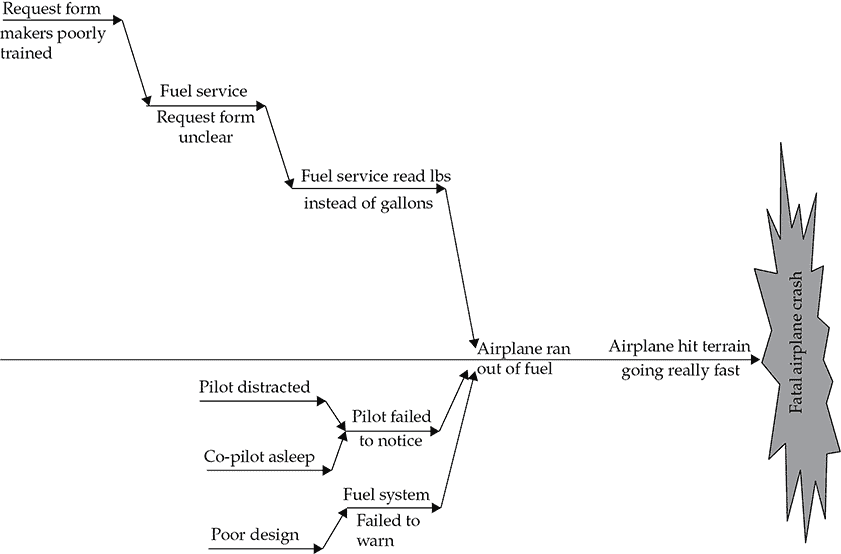 Request form
makers poorly
trained
Fuel service
Request form
unclear
Fuel service read lbs
instead of gallons
Airplane ran
out of fuel
Airplane hit terrain
going really fast
Fatal airplane crash
Pilot distracted
Pilot failed
to notice
Co-pilot asleep
Fuel system
Failed to
warn
Poor design